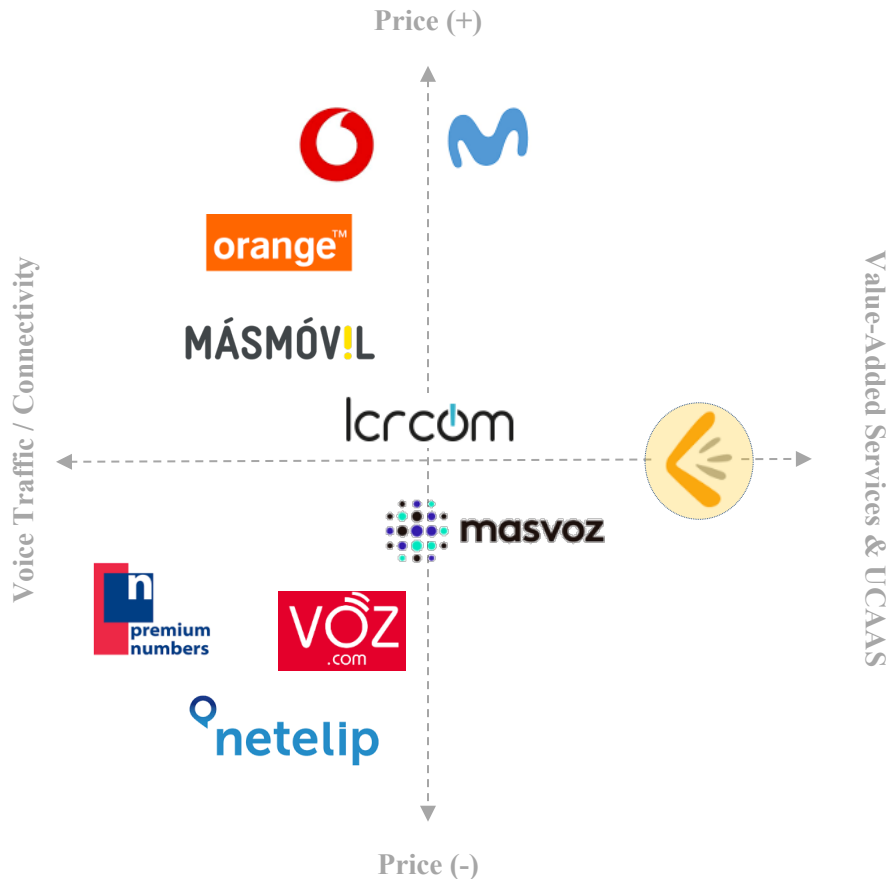 Price (+)
orange™
MÁSMÓV!L
lcrcom
Voice Traffic / Connectivity
Value-Added Services & UCAAS
masvoz
n
premium
numbers
VOZ
.com
netelip
Price (-)